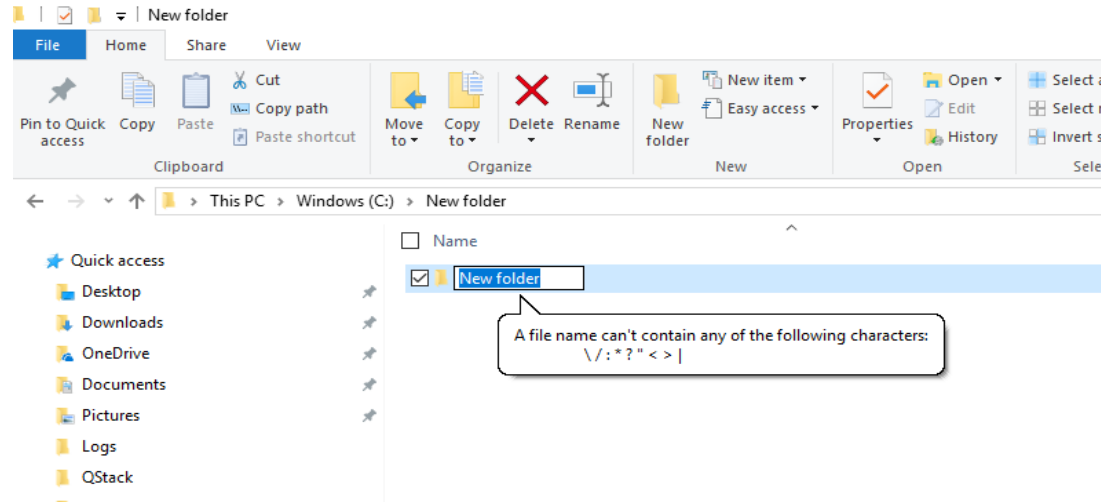 New folder
File Home Share View
Pin to Quick access
Copy
Paste
Cut
Copy path
Paste shortcut
Clipboard
Move to
Copy to
Delete
Rename
Organize
New folder
New item
Easy access
New
Properties
Open
Edit
History
Open
Select
Select
Invert
This PC > Windows (C:) > New folder
Name
Quick access
New folder
Desktop
Downloads
A file name can't contain any of the following characters:
\ / : * ? " < > |
OneDrive
Documents
Pictures
Logs
QStack